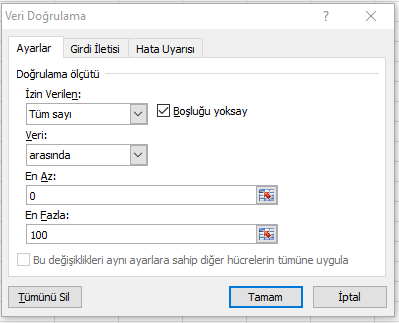 Veri Doğrulama
Ayarlar Girdi İletisi Hata Uyarısı
Doğrulama ölçütü
İzin Verilen:
Tüm sayı Boşluğu yoksay
Veri:
arasında
En Az:
0
En Fazla:
100
Bu değişiklikleri aynı ayarlara sahip diğer hücrelerin tümüne uygula
Tümünü Sil Tamam İptal